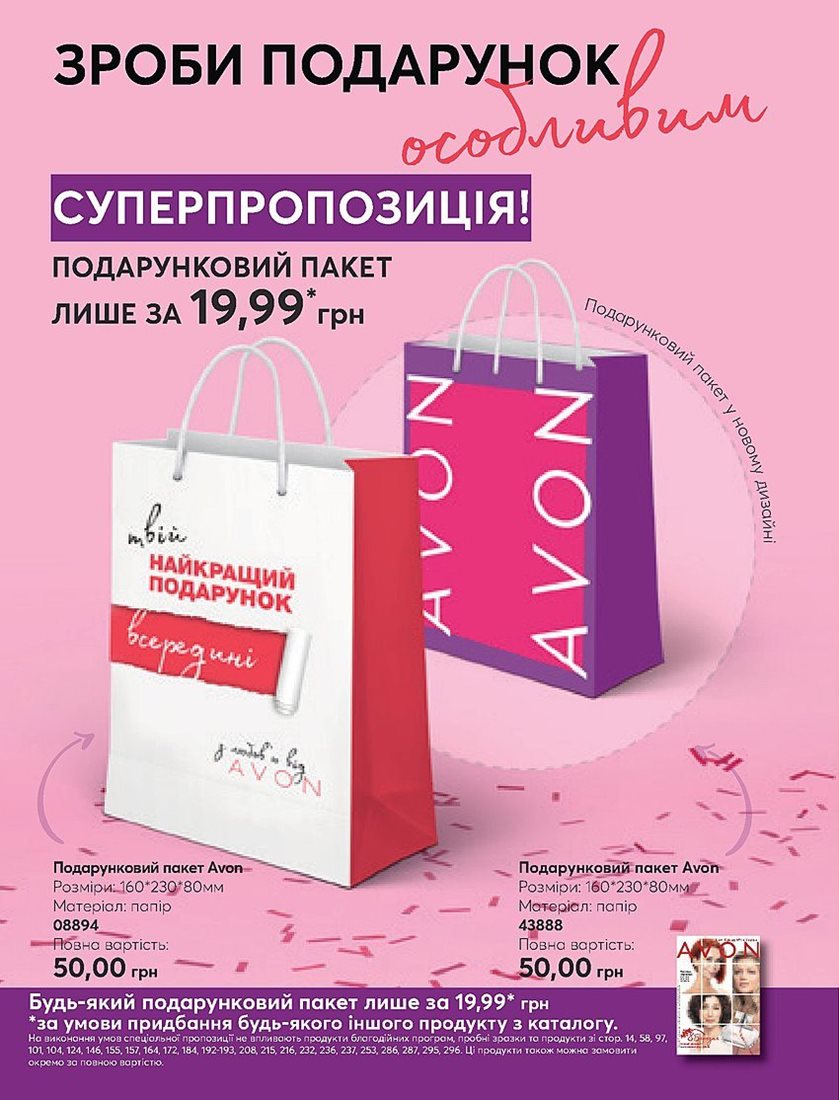 ЗРОБИ ПОДАРУНОК
особливим
СУПЕРПРОПОЗИЦІЯ!
ПОДАРУНКОВИЙ ПАКЕТ
ЛИШЕ ЗА 19,99* грн
Подарунковий пакет у новому дизайні
AVON
AVON
твій
НАЙКРАЩИЙ
ПОДАРУНОК
всередині
з любов'ю від
AVON
Подарунковий пакет Avon
Розміри: 160*230*80мм
Матеріал: папір
08894
Повна вартість:
50,00 грн
Подарунковий пакет Avon
Розміри: 160*230*80мм
Матеріал: папір
43888
Повна вартість:
50,00 грн
AVON
Будь-який подарунковий пакет лише за 19,99* грн
*за умови придбання будь-якого іншого продукту з каталогу.
На виконання умов спеціальної пропозиції не впливають продукти благодійних програм, пробні зразки та продукти зі стор. 14, 58, 97,
101, 104, 124, 146, 155, 157, 164, 172, 184, 192-193, 208, 215, 216, 232, 236, 237, 253, 286, 287, 295, 296. Ці продукти також можна замовити
окремо за повною вартістю.